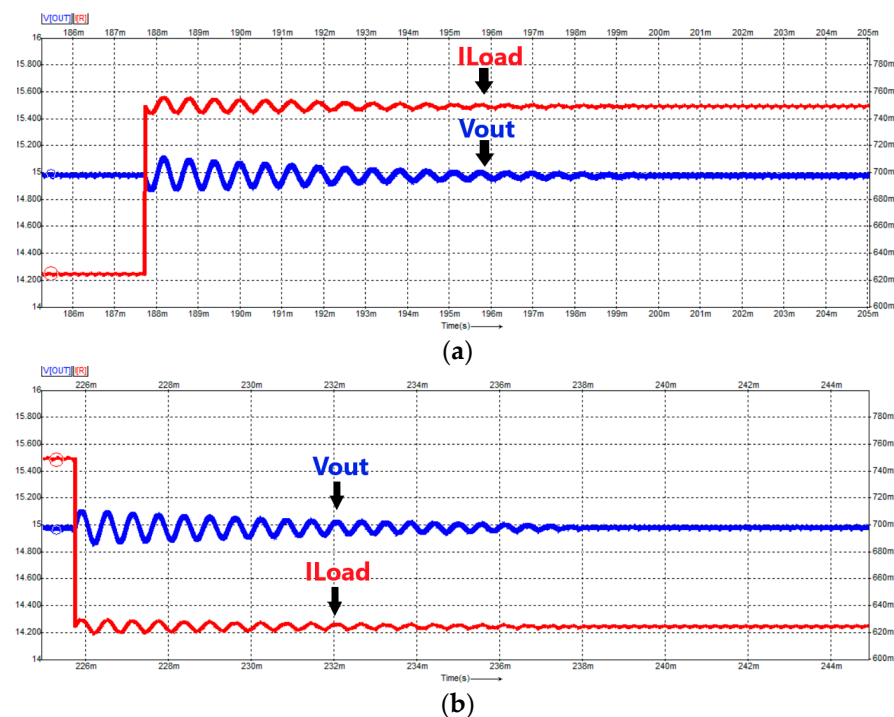 V[OUT] I[R]
186m 187m 188m 189m 190m 191m 192m 193m 194m 195m 196m 197m 198m 199m 200m 201m 202m 203m 204m 205m
16
15.800 780m
ILoad
15.600 760m
15.400 740m
Vout
15.200 720m
15 700m
14.800 680m
14.600 660m
14.400 640m
14.200 620m
14 600m
186m 187m 188m 189m 190m 191m 192m 193m 194m 195m 196m 197m 198m 199m 200m 201m 202m 203m 204m 205m
Time(s)
(a)
V[OUT] I[R]
226m 228m 230m 232m 234m 236m 238m 240m 242m 244m
16
15.800 780m
15.600 760m
15.400 740m
Vout
15.200 720m
15 700m
14.800 680m
ILoad
14.600 660m
14.400 640m
14.200 620m
14 600m
226m 228m 230m 232m 234m 236m 238m 240m 242m 244m
Time(s)
(b)